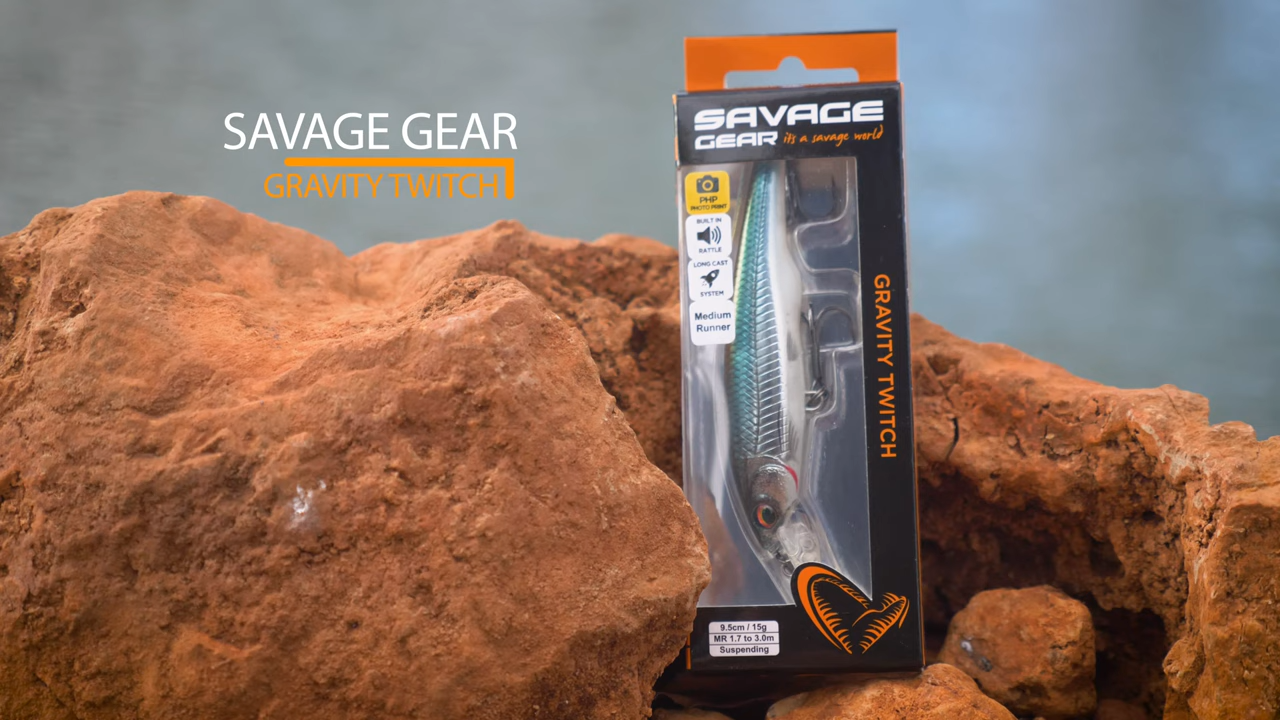 SAVAGE GEAR
GRAVITY TWITCH
SAVAGE
GEAR it's a savage world
PHP
PHOTO PRINT
BUILT IN
RATTLE
LONG CAST
SYSTEM
Medium
Runner
GRAVITY TWITCH
9.5cm / 15g
MR 1.7 to 3.0m
Suspending